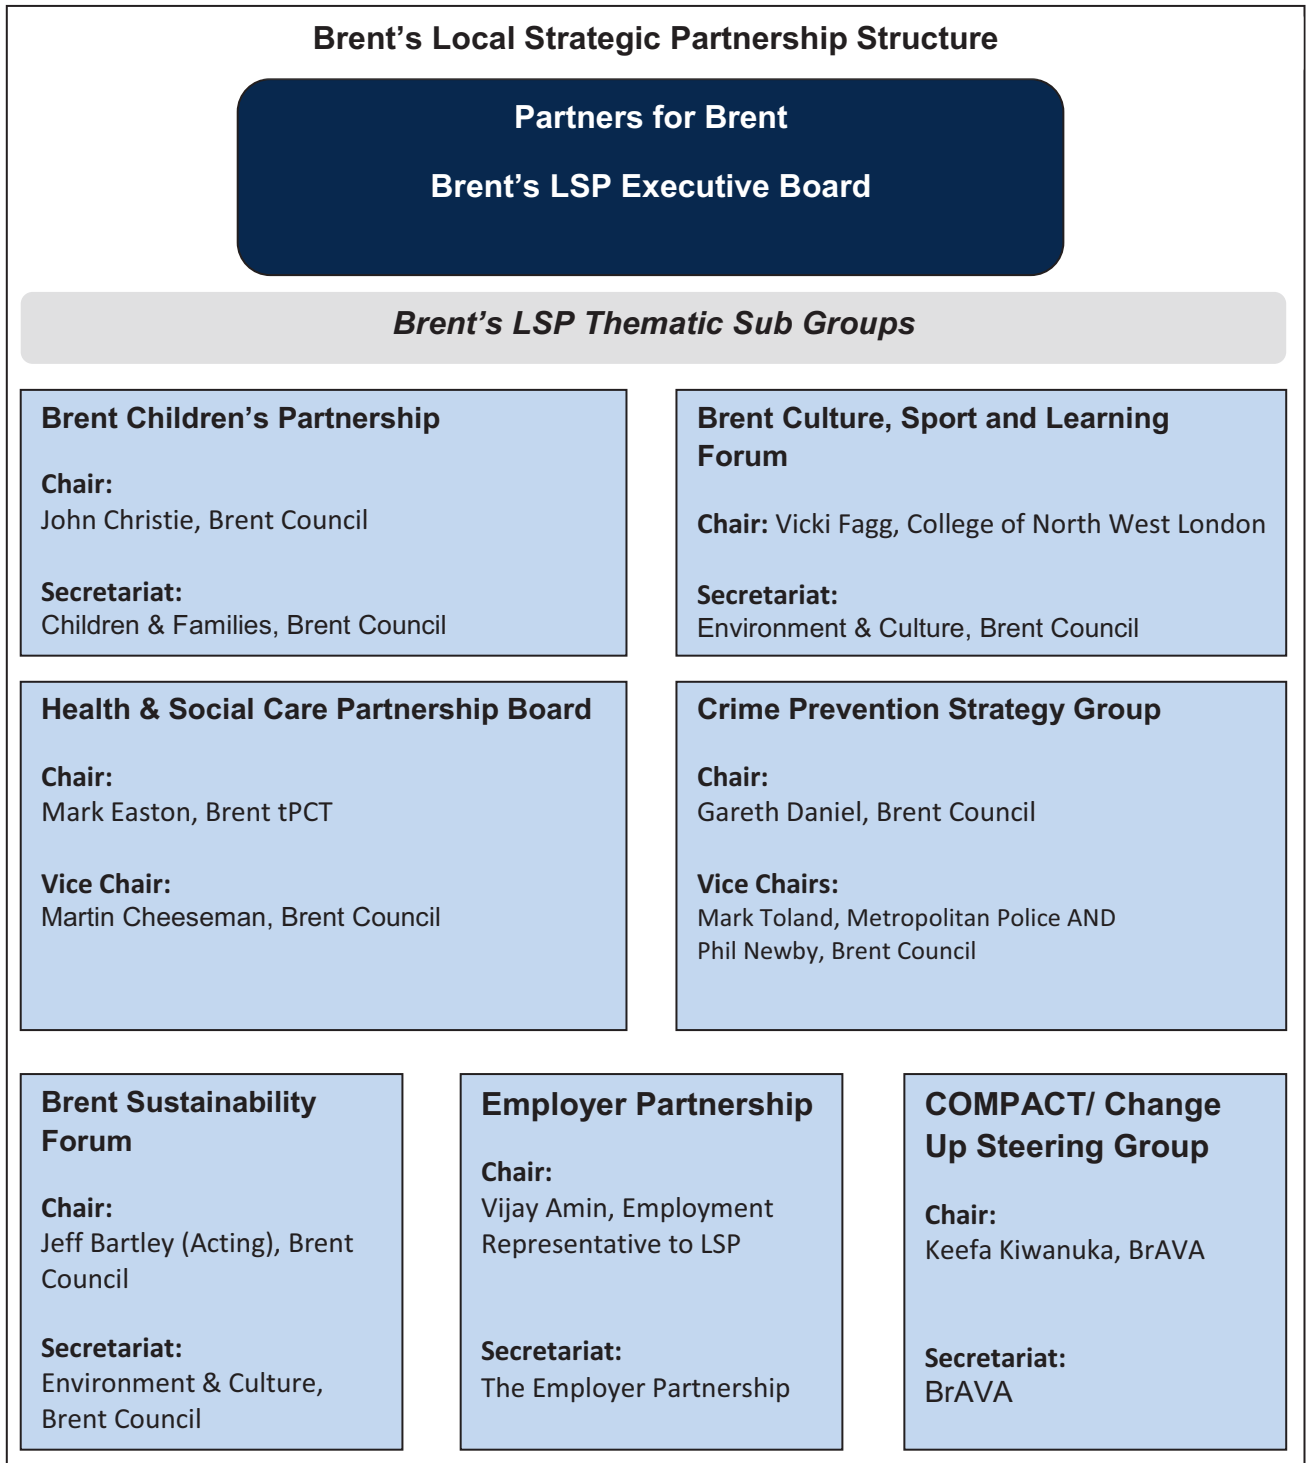 Brent’s Local Strategic Partnership Structure
Partners for Brent
Brent’s LSP Executive Board
Brent’s LSP Thematic Sub Groups
Brent Children’s Partnership
Chair:
John Christie, Brent Council
Secretariat:
Children & Families, Brent Council
Brent Culture, Sport and Learning
Forum
Chair: Vicki Fagg, College of North West London
Secretariat:
Environment & Culture, Brent Council
Health & Social Care Partnership Board
Chair:
Mark Easton, Brent tPCT
Vice Chair:
Martin Cheeseman, Brent Council
Crime Prevention Strategy Group
Chair:
Gareth Daniel, Brent Council
Vice Chairs:
Mark Toland, Metropolitan Police AND
Phil Newby, Brent Council
Brent Sustainability
Forum
Chair:
Jeff Bartley (Acting), Brent
Council
Secretariat:
Environment & Culture,
Brent Council
Employer Partnership
Chair:
Vijay Amin, Employment
Representative to LSP
Secretariat:
The Employer Partnership
COMPACT/ Change
Up Steering Group
Chair:
Keefa Kiwanuka, BrAVA
Secretariat:
BrAVA